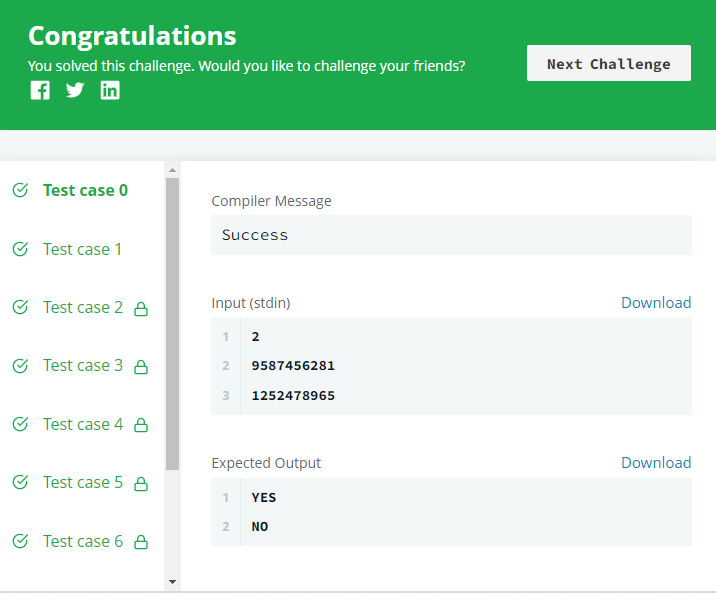 Congratulations
You solved this challenge. Would you like to challenge your friends?
Next Challenge
Test case 0
Test case 1
Test case 2
Test case 3
Test case 4
Test case 5
Test case 6
Compiler Message
Success
Input (stdin)
Download
1 2
2 9587456281
3 1252478965
Expected Output
Download
1 YES
2 NO